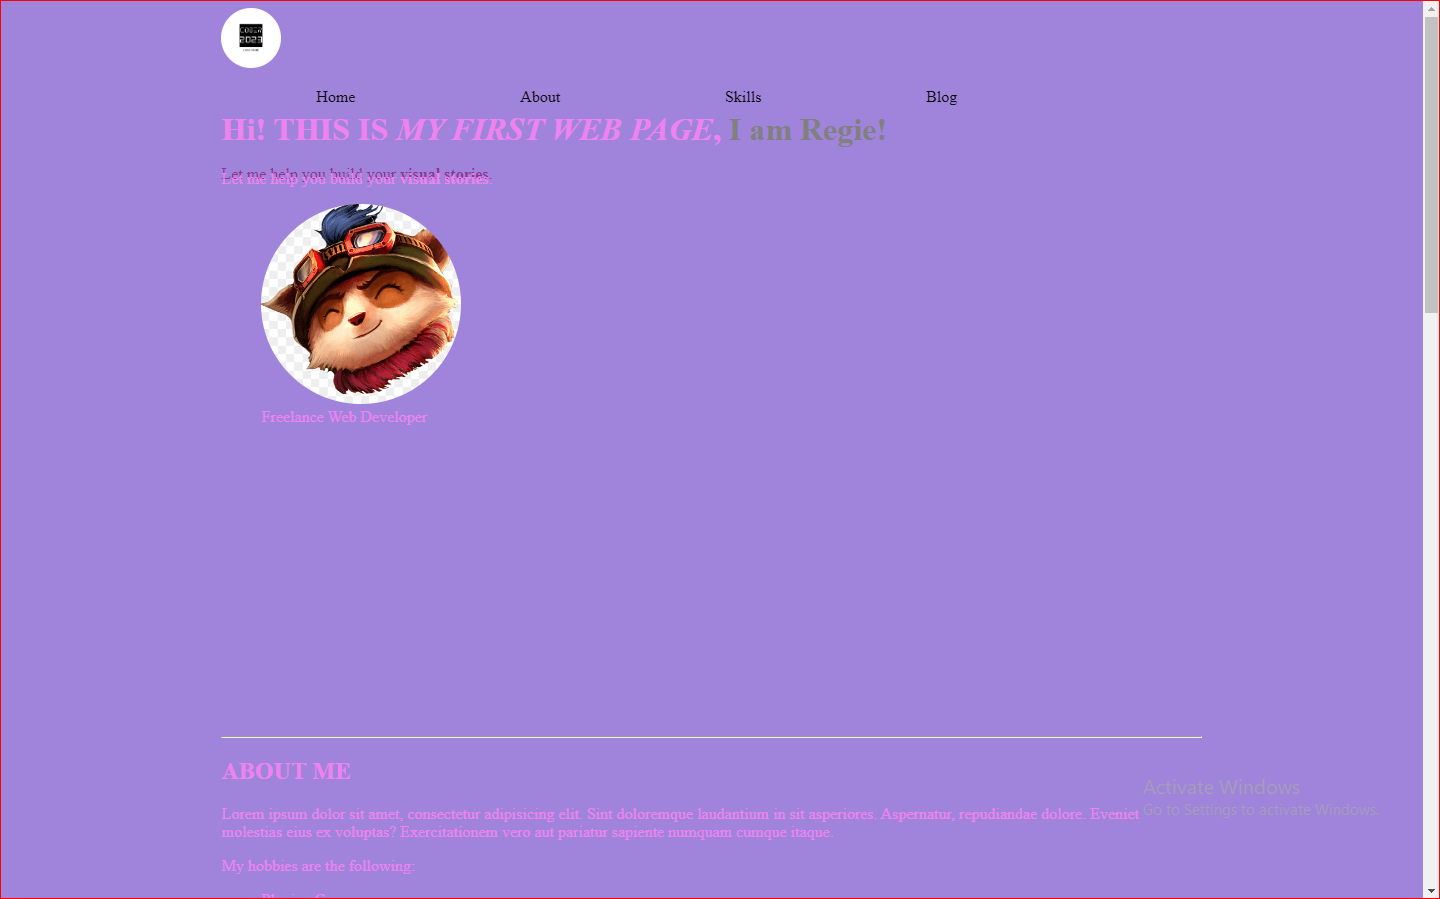 CODER
2023
Home About Skills Blog
Hi! THIS IS MY FIRST WEB PAGE, I am Regie!
Let me help you build your visual stories.
Let me help you build your visual stories.
Freelance Web Developer
ABOUT ME
Activate Windows
Go to Settings to activate Windows.
Lorem ipsum dolor sit amet, consectetur adipisicing elit. Sint doloremque laudantium in sit asperiores. Aspernatur, repudiandae dolore. Eveniet
molestias eius ex voluptas? Exercitationem vero aut pariatur sapiente numquam cumque itaque.
My hobbies are the following: